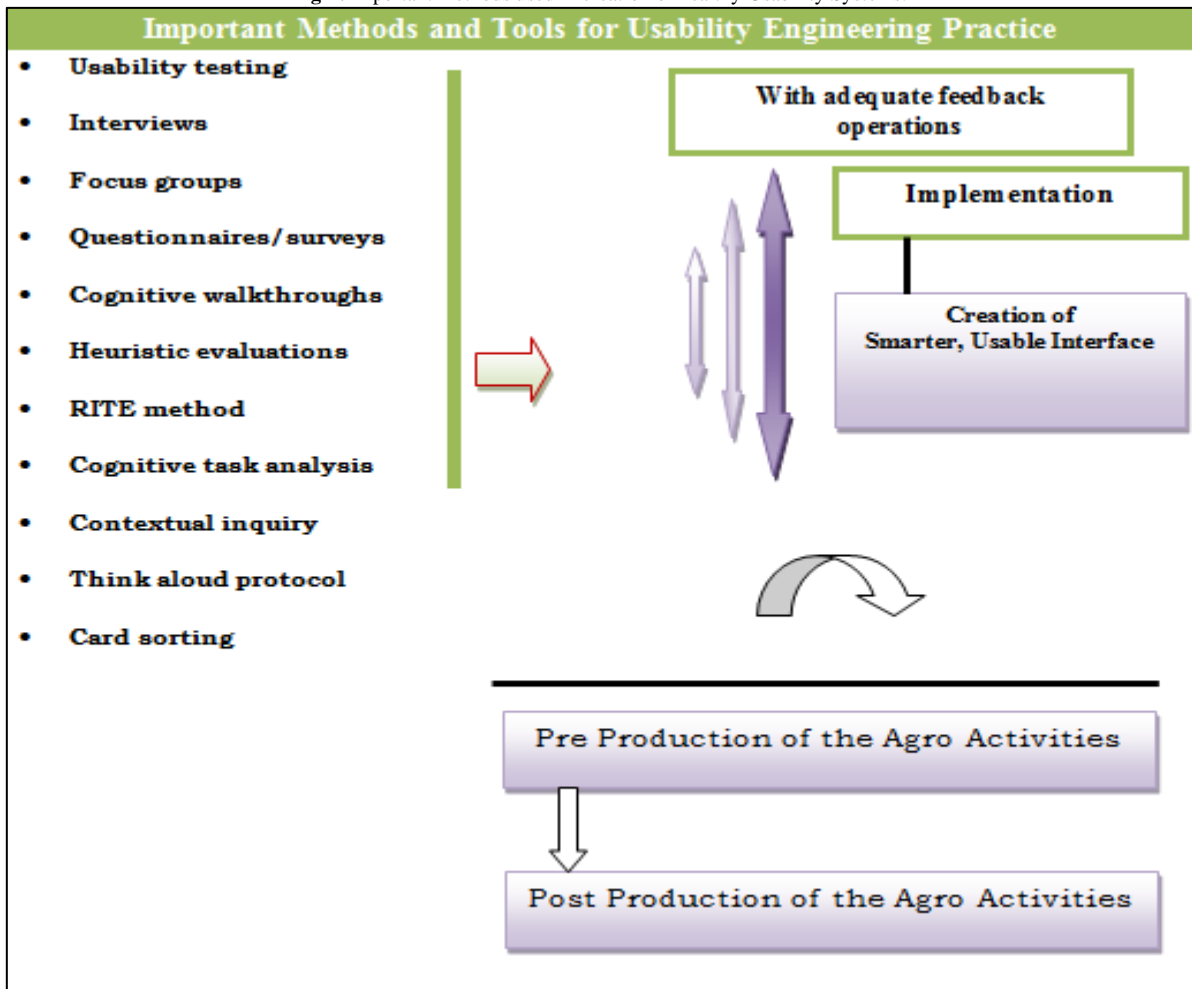 Important Methods and Tools for Usability Engineering Practice
• Usability testing
• Interviews
• Focus groups
• Questionnaires/surveys
• Cognitive walkthroughs
• Heuristic evaluations
• RITE method
• Cognitive task analysis
• Contextual inquiry
• Think aloud protocol
• Card sorting
With adequate feedback
operations
Implementation
Creation of
Smarter, Usable Interface
Pre Production of the Agro Activities
Post Production of the Agro Activities